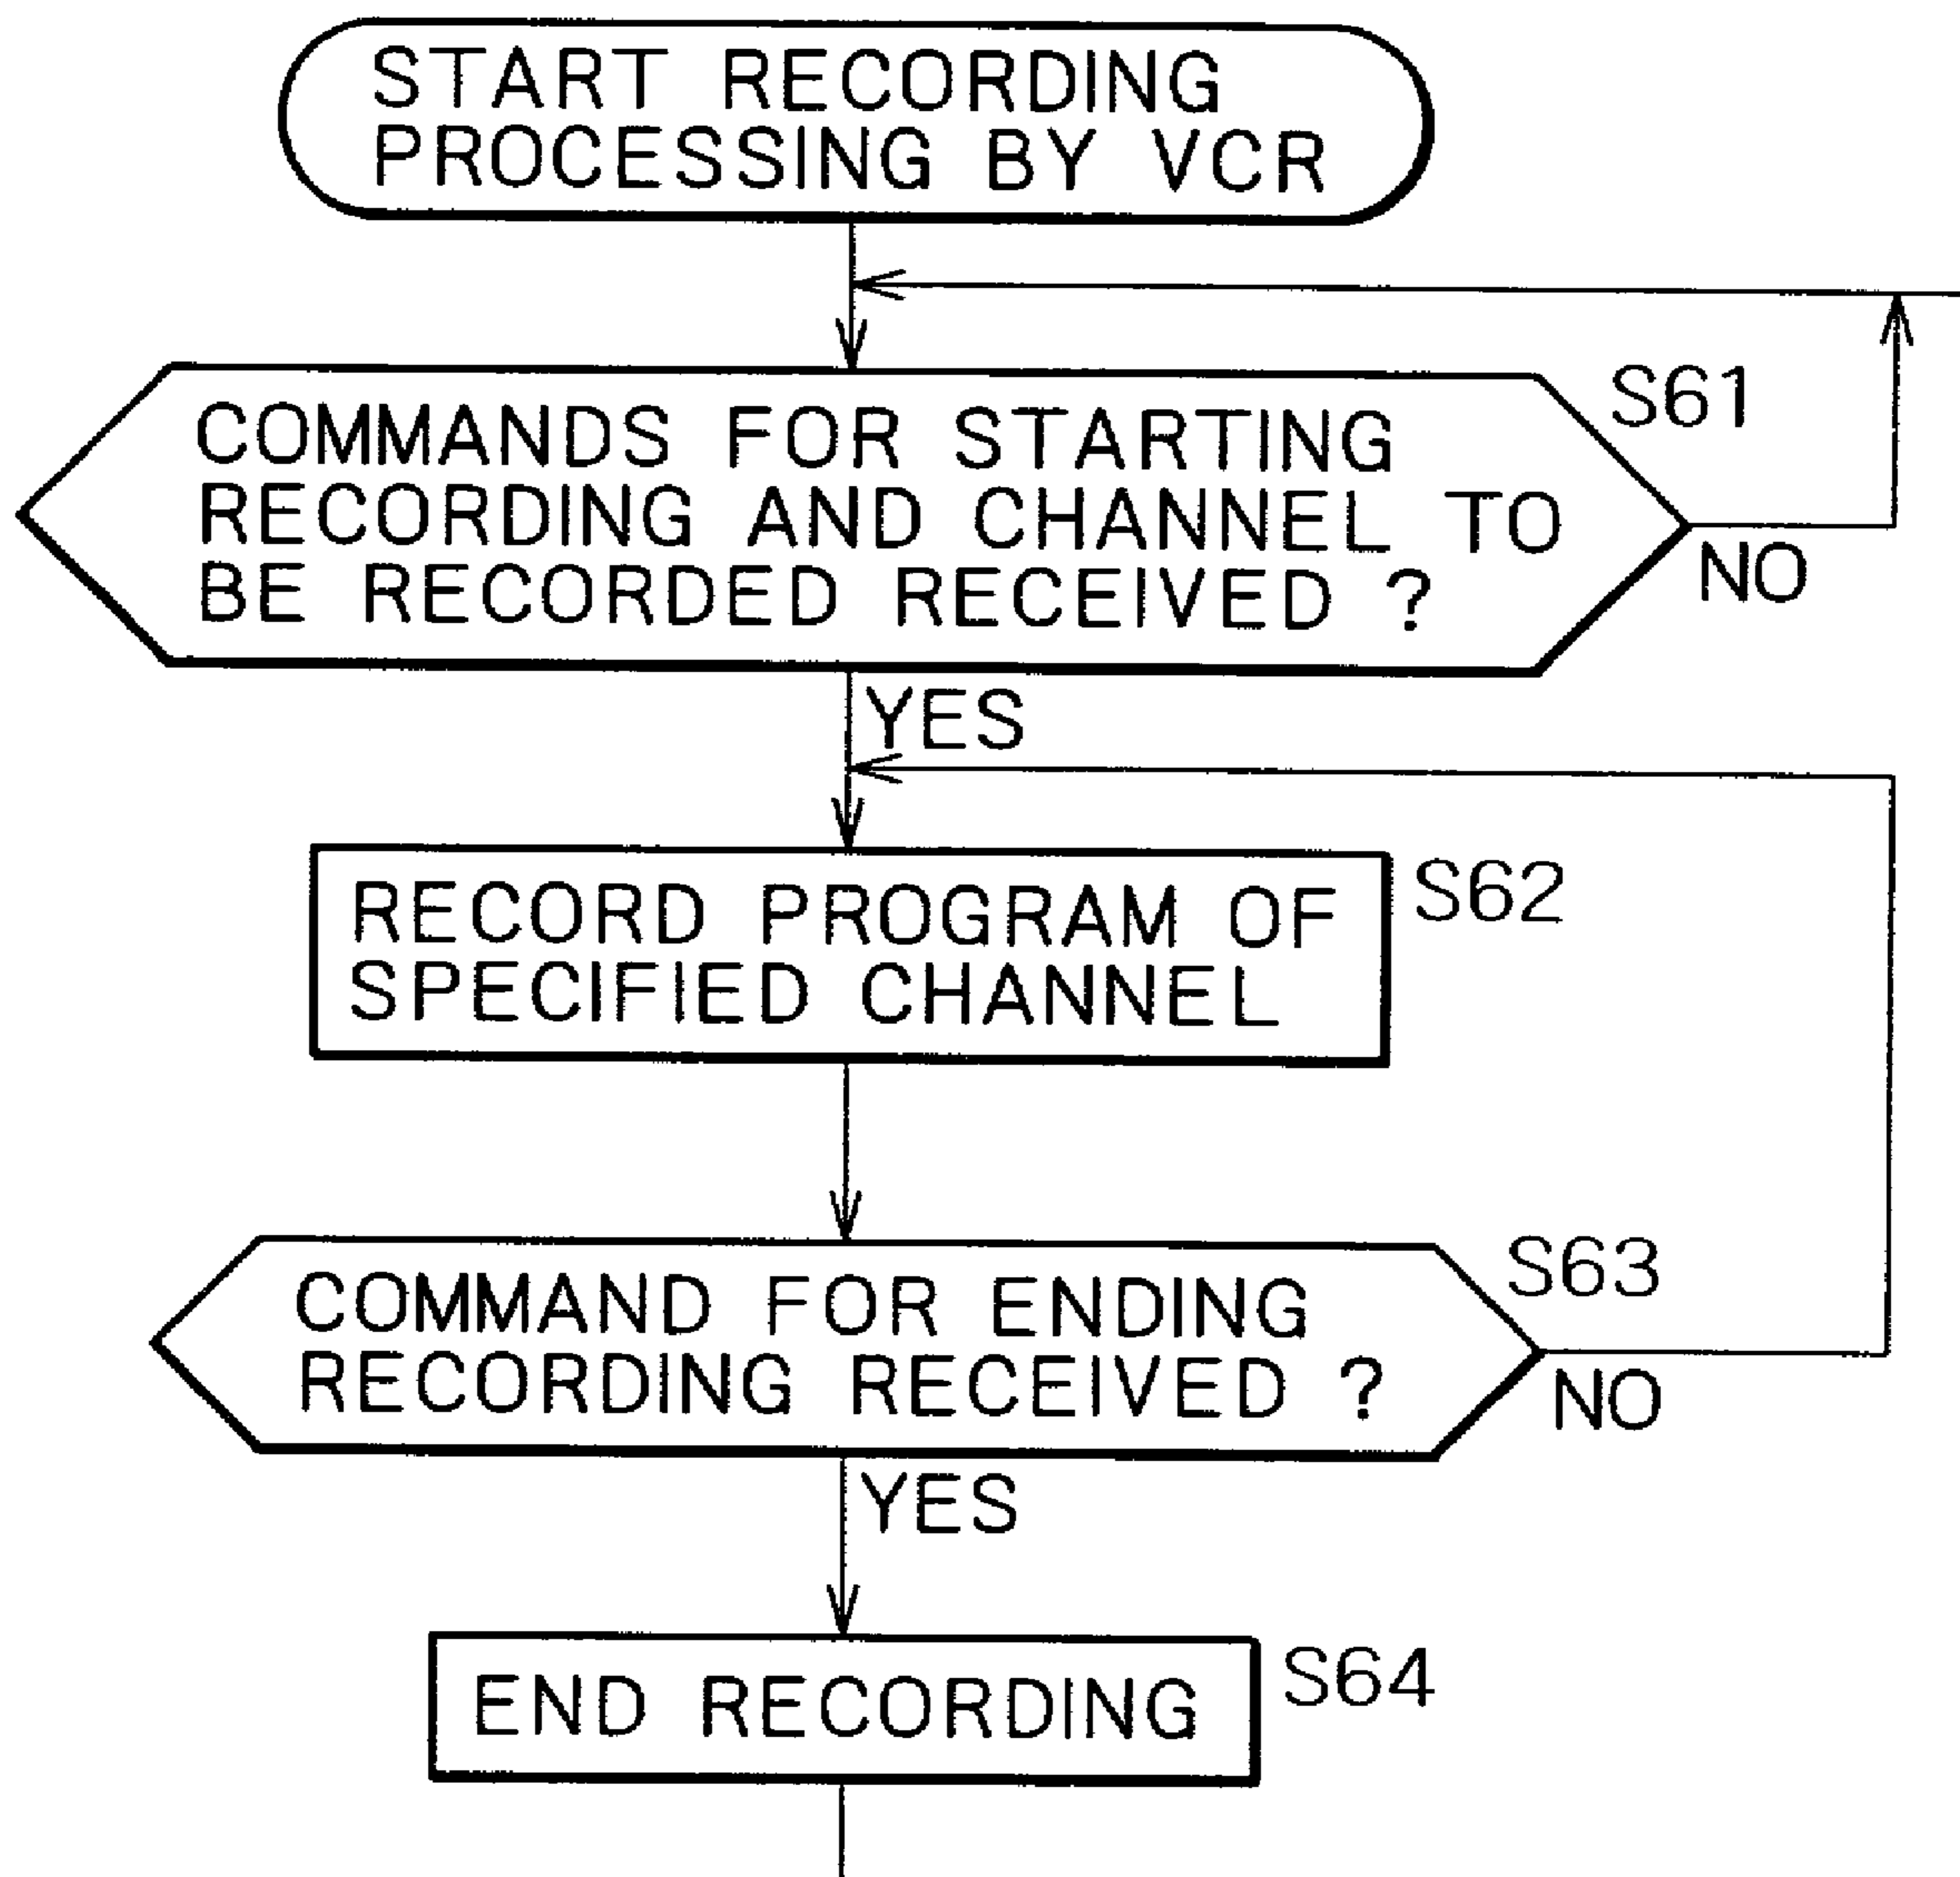 START RECORDING
PROCESSING BY VCR
COMMANDS FOR STARTING
RECORDING AND CHANNEL TO
BE RECORDED RECEIVED ?
S61
NO
YES
RECORD PROGRAM OF
SPECIFIED CHANNEL
S62
COMMAND FOR ENDING
RECORDING RECEIVED ?
S63
NO
YES
END RECORDING
S64